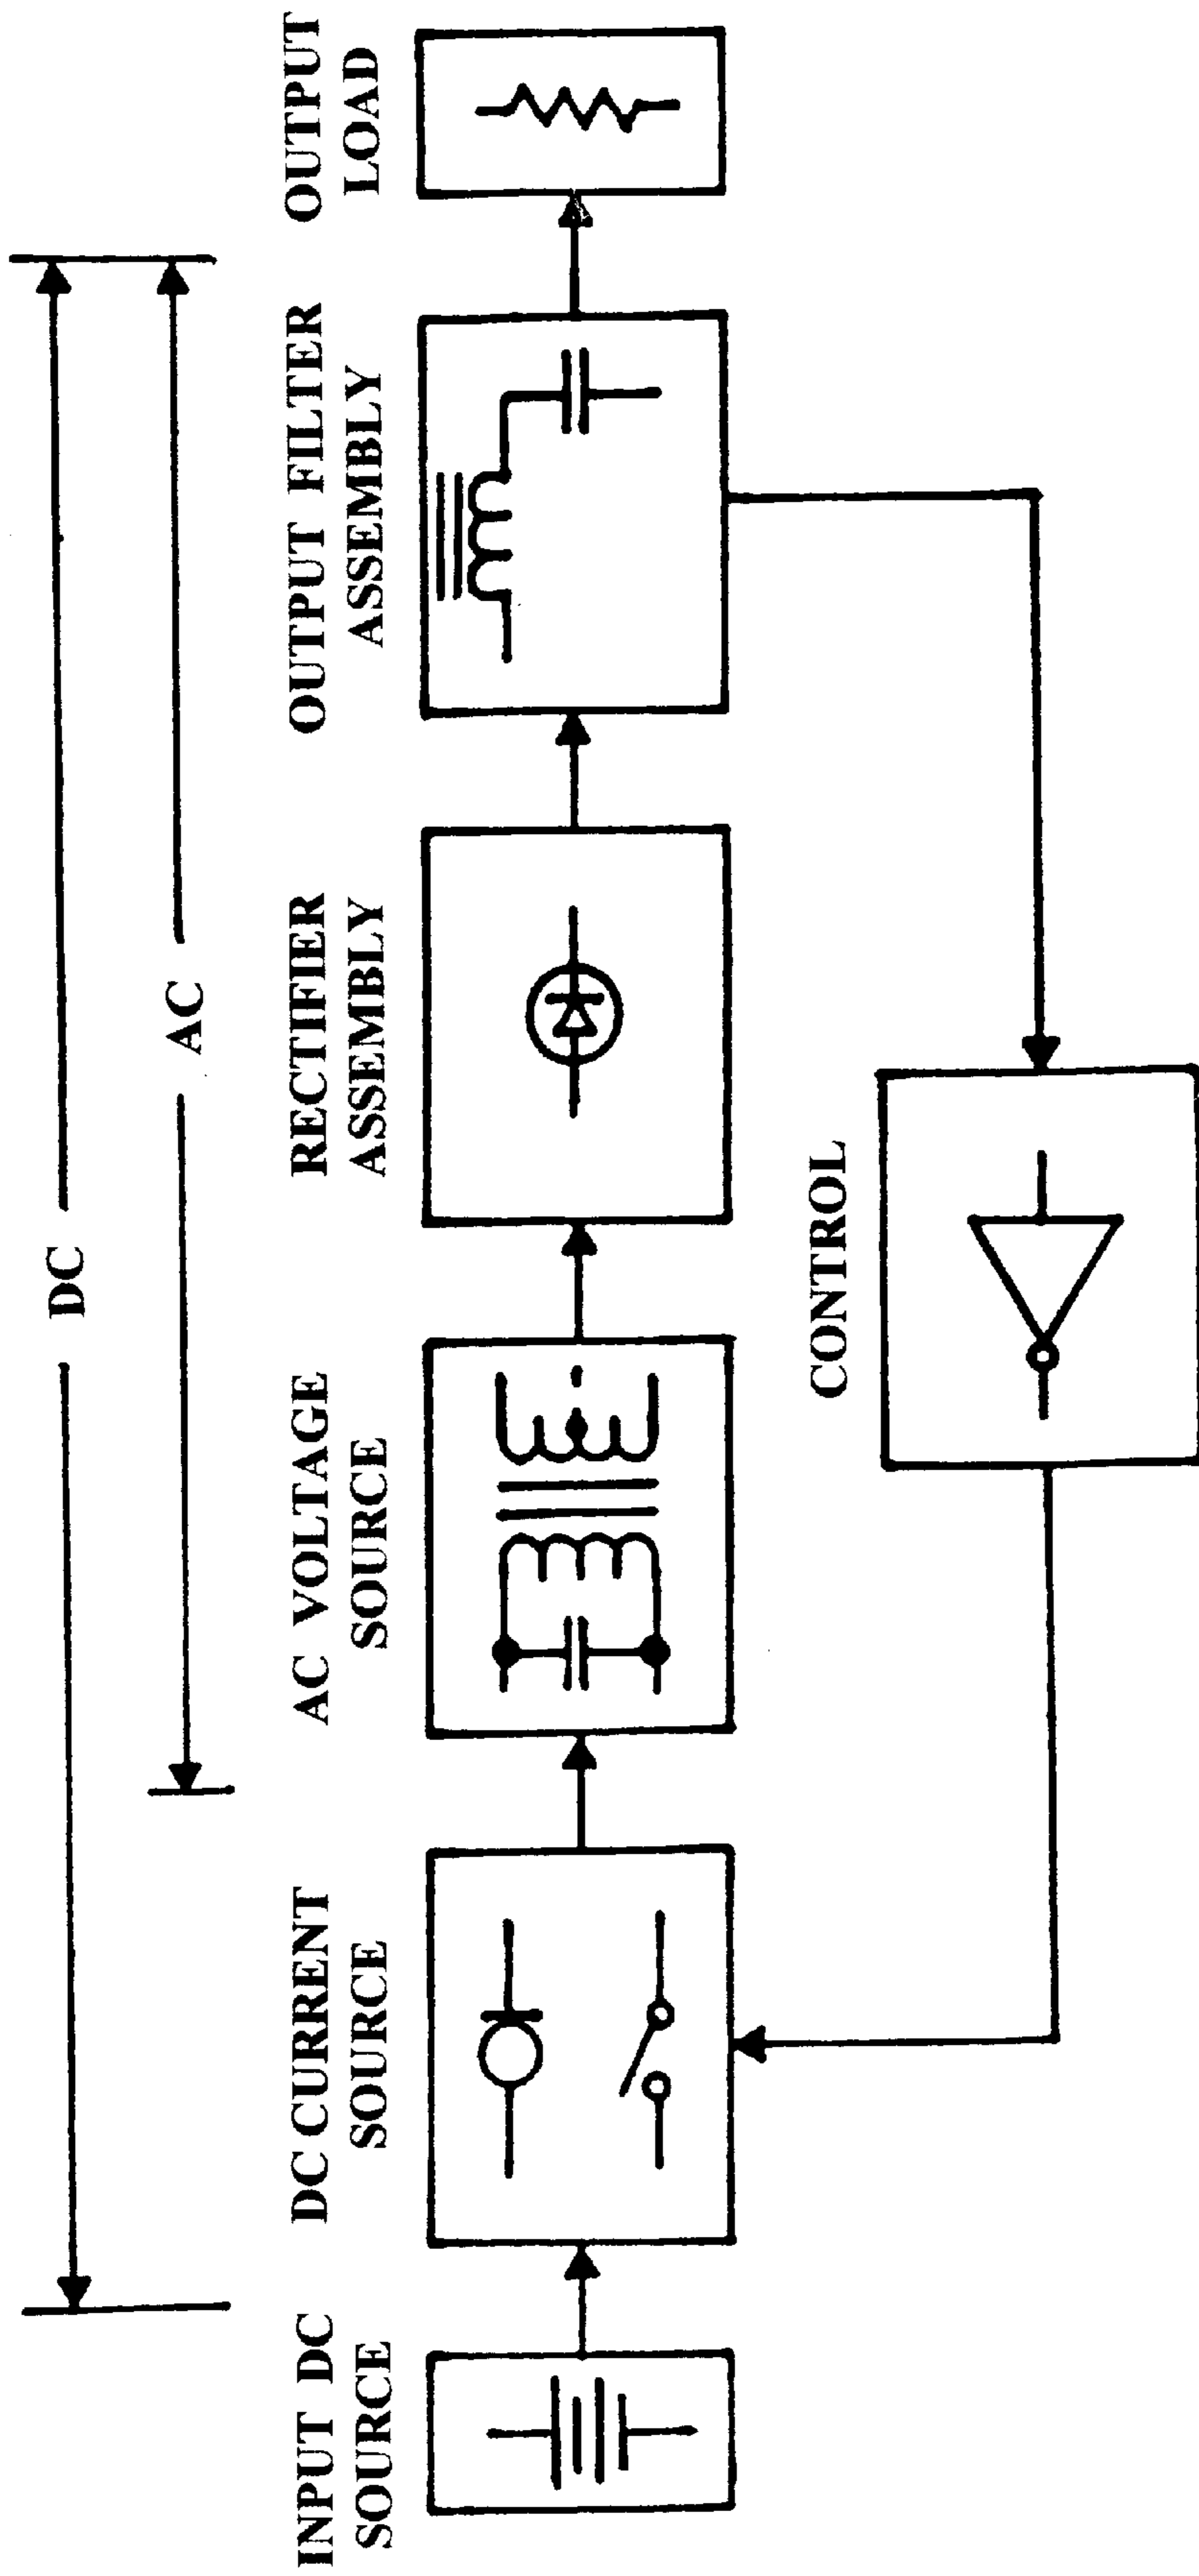 DC
AC
INPUT DC
SOURCE
DC CURRENT
SOURCE
AC VOLTAGE
SOURCE
RECTIFIER
ASSEMBLY
OUTPUT FILTER
ASSEMBLY
OUTPUT
LOAD
CONTROL